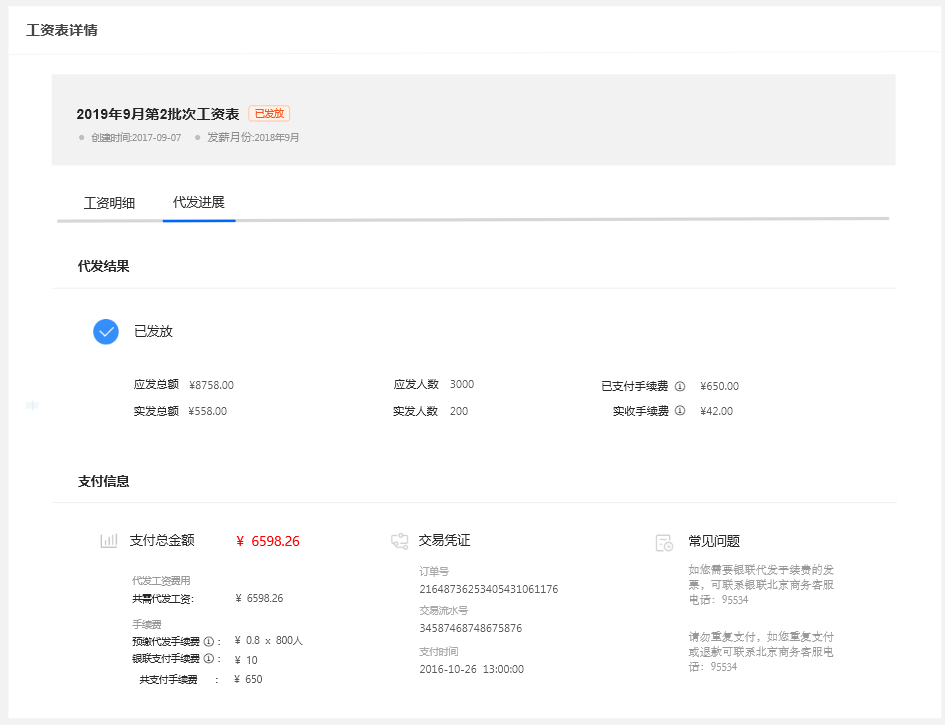 工资表详情
2019年9月第2批次工资表 已发放
创建时间:2017-09-07 发薪月份:2018年9月
工资明细 代发进展
代发结果
已发放
应发总额 ¥8758.00 应发人数 3000 已支付手续费 ¥650.00
实发总额 ¥558.00 实发人数 200 实收手续费 ¥42.00
支付信息
支付总金额 ¥ 6598.26
代发工资费用
共需代发工资: ¥ 6598.26
手续费
预缴代发手续费 : ¥ 0.8 x 800人
银联支付手续费 : ¥ 10
共支付手续费 : ¥ 650
交易凭证
订单号
21648736253405431061176
交易流水号
34587468748675876
支付时间
2016-10-26 13:00:00
常见问题
如您需要银联代发手续费的发
票，可联系银联北京商务客服
电话：95534
请勿重复支付，如您重复支付
或退款可联系北京商务客服电
话：95534